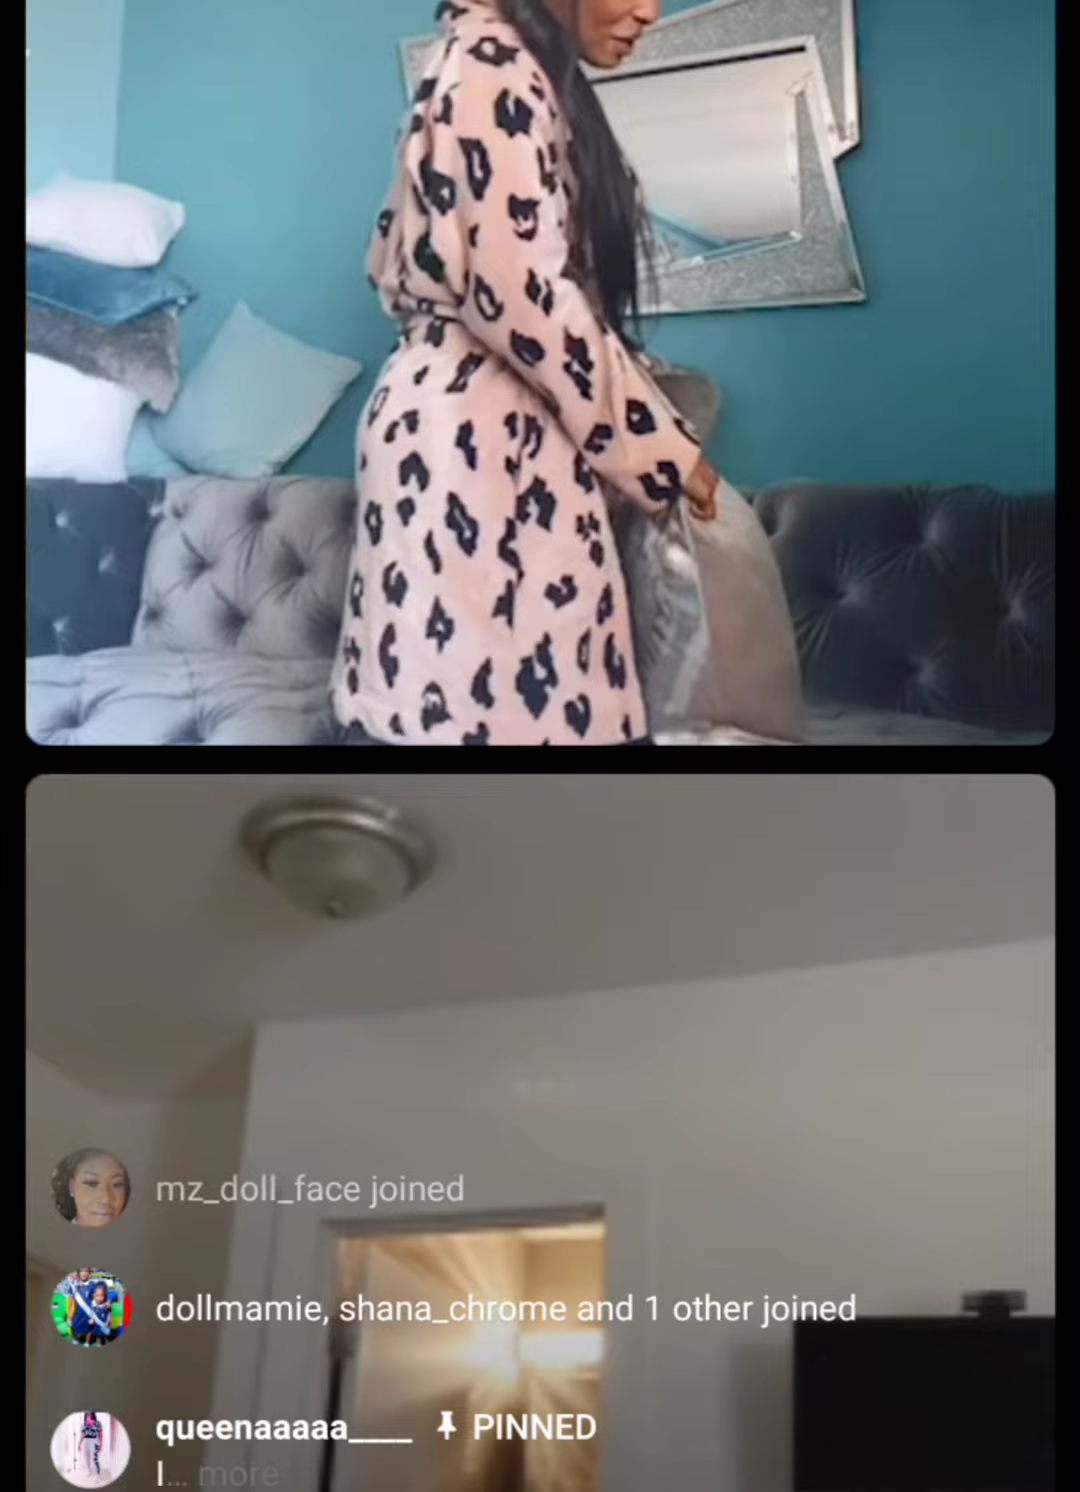 mz_doll_face joined
dollmamie, shana_chrome and 1 other joined
queenaaaaa____ PINNED
I... more